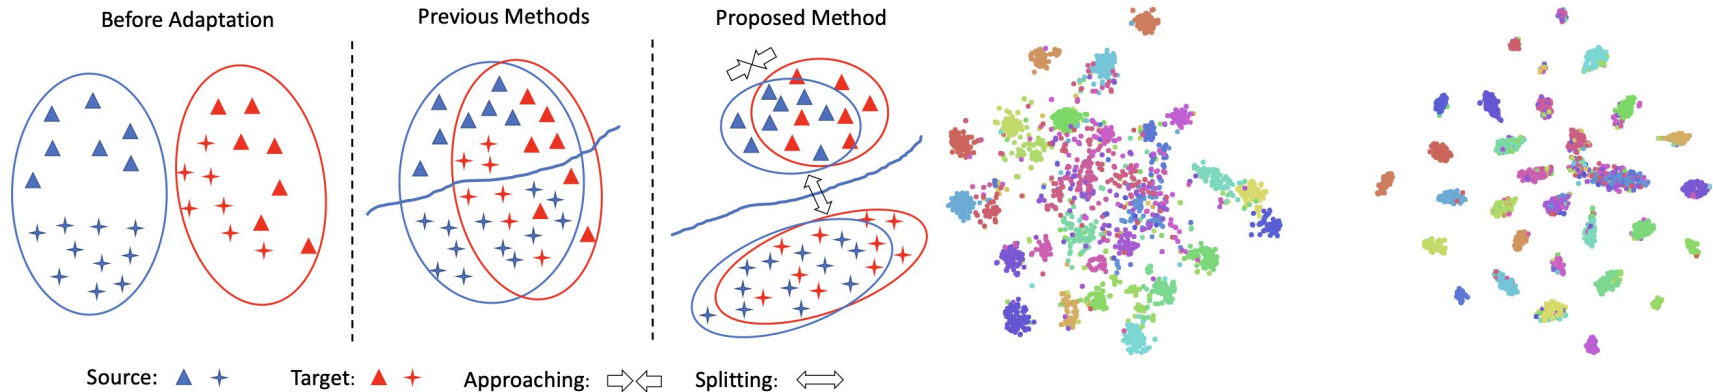 Before Adaptation
Previous Methods
Proposed Method
Source:
Target:
Approaching:
Splitting: